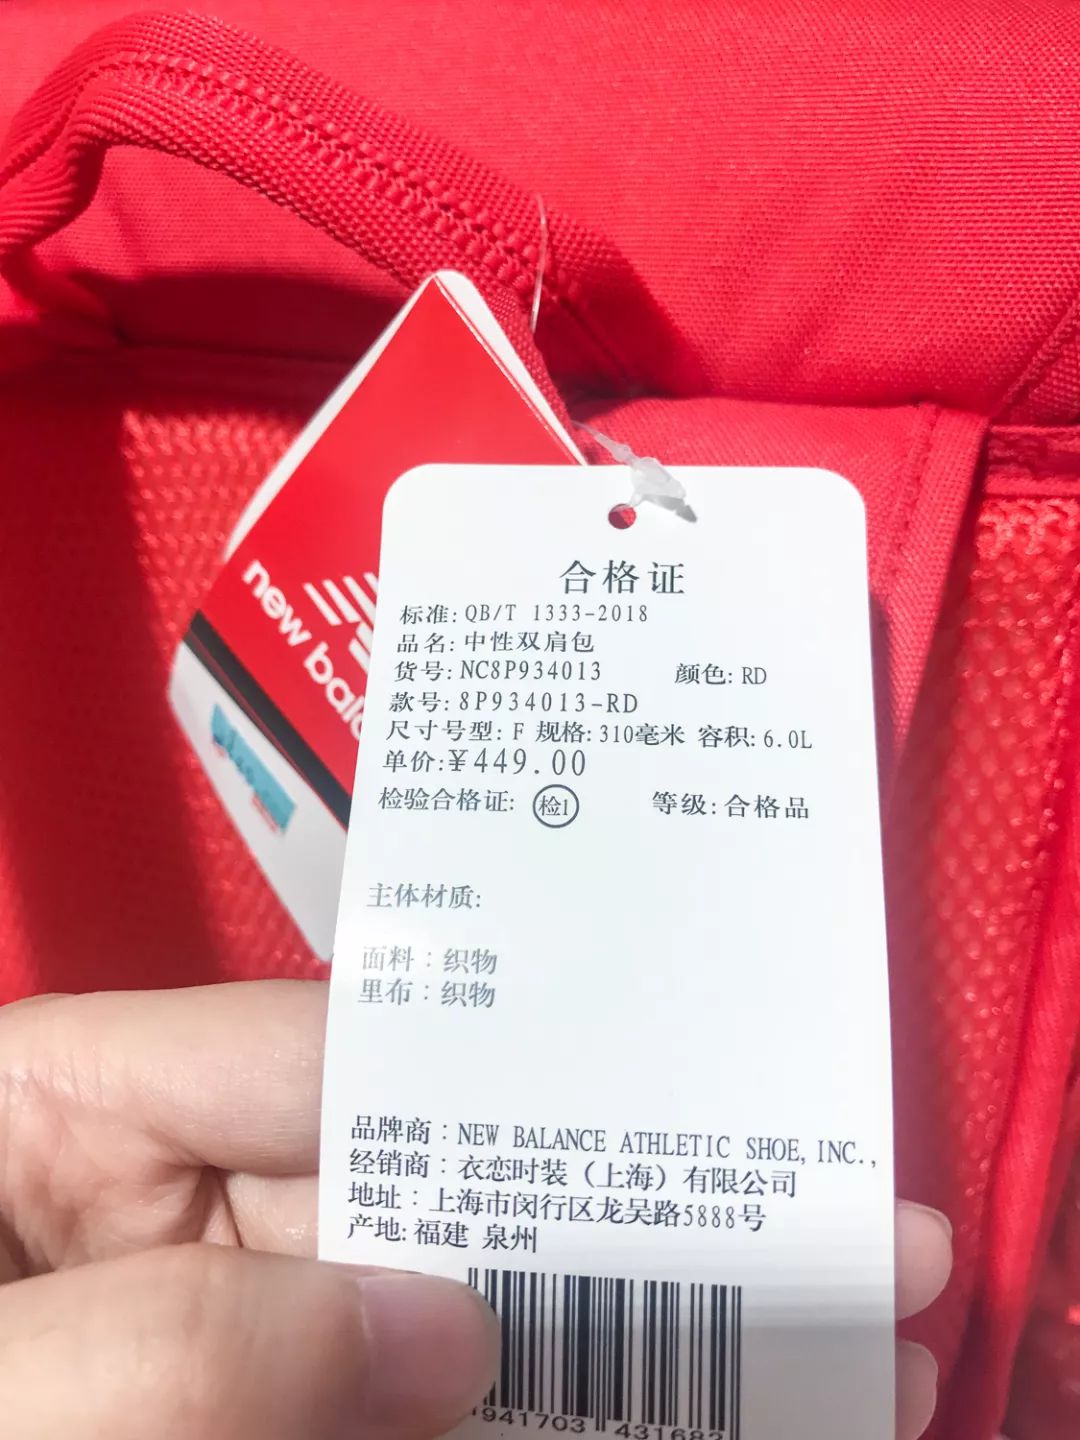 new bal
合格证
标准: QB/T 1333-2018
品名: 中性双肩包
货号: NC8P934013 颜色: RD
款号: 8P934013-RD
尺寸号型: F 规格: 310毫米 容积: 6.0L
单价: ¥449.00
检验合格证: 检1 等级: 合格品
主体材质:
面料：织物
里布：织物
品牌商：NEW BALANCE ATHLETIC SHOE, INC.,
经销商：衣恋时装（上海）有限公司
地址：上海市闵行区龙吴路5888号
产地: 福建 泉州
941703 431682